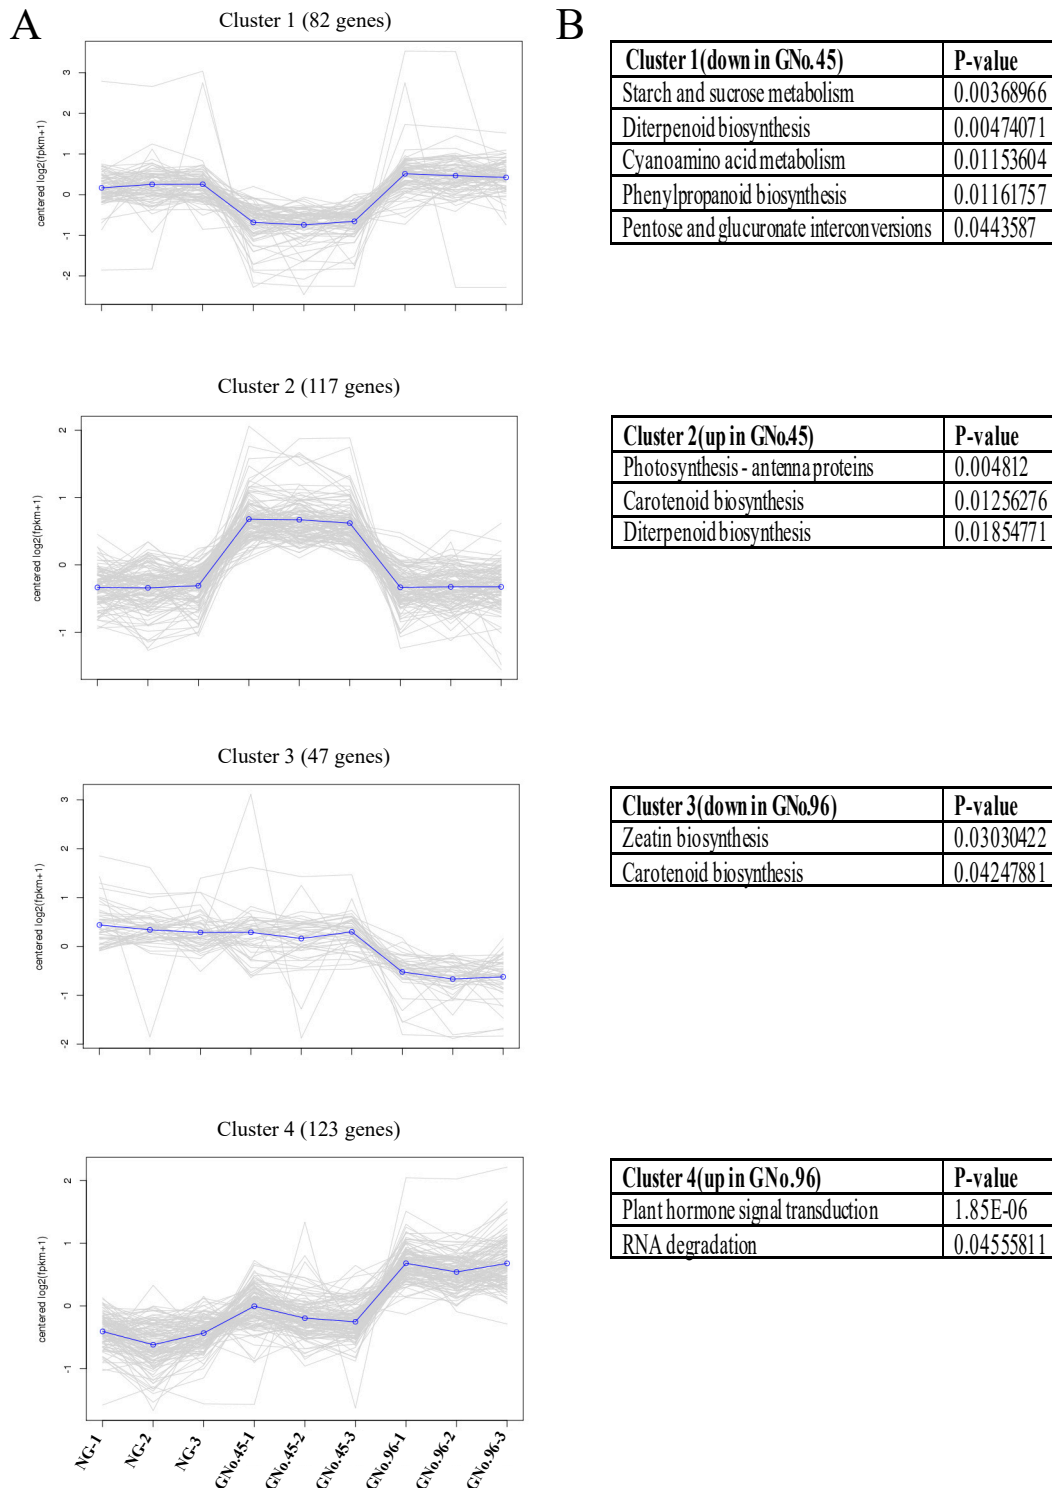 A
B
Cluster 1 (82 genes)
centered log2(fpkm+1)
3
2
1
0
-1
-2
Cluster 1(down in GNo.45) P-value
Starch and sucrose metabolism 0.00368966
Diterpenoid biosynthesis 0.00474071
Cyanoamino acid metabolism 0.01153604
Phenylpropanoid biosynthesis 0.01161757
Pentose and glucuronate interconversions 0.0443587
Cluster 2 (117 genes)
centered log2(fpkm+1)
2
1
0
-1
Cluster 2(up in GNo.45) P-value
Photosynthesis - antenna proteins 0.004812
Carotenoid biosynthesis 0.01256276
Diterpenoid biosynthesis 0.01854771
Cluster 3 (47 genes)
centered log2(fpkm+1)
3
2
1
0
-1
-2
Cluster 3(down in GNo.96) P-value
Zeatin biosynthesis 0.03030422
Carotenoid biosynthesis 0.04247881
Cluster 4 (123 genes)
centered log2(fpkm+1)
2
1
0
-1
Cluster 4(up in GNo.96) P-value
Plant hormone signal transduction 1.85E-06
RNA degradation 0.04555811
NG-1
NG-2
NG-3
GNo.45-1
GNo.45-2
GNo.45-3
GNo.96-1
GNo.96-2
GNo.96-3